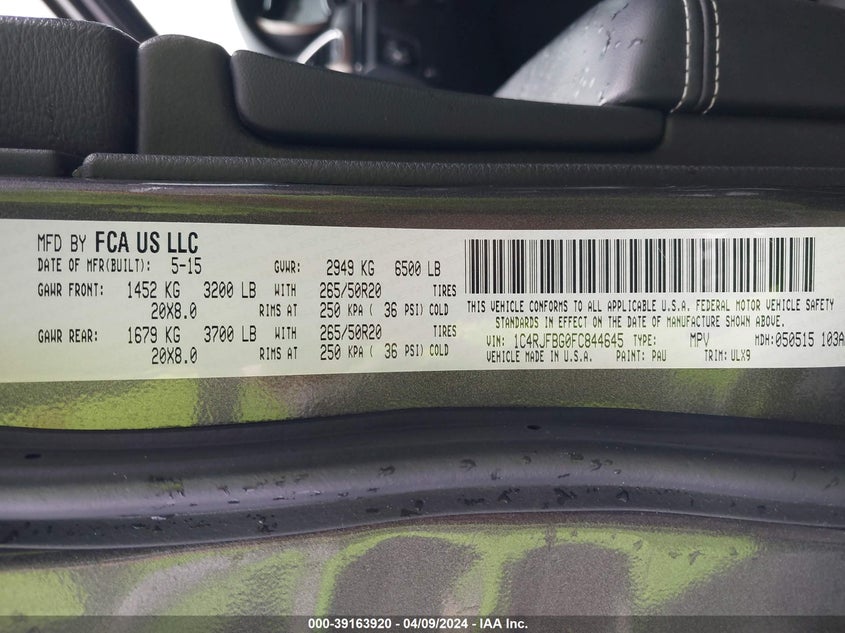 MFD BY FCA US LLC
DATE OF MFR(BUILT): 5-15 GVWR: 2949 KG 6500 LB
GAWR FRONT: 1452 KG 3200 LB WITH 265/50R20 TIRES
20X8.0 RIMS AT 250 KPA ( 36 PSI) COLD
GAWR REAR: 1679 KG 3700 LB WITH 265/50R20 TIRES
20X8.0 RIMS AT 250 KPA ( 36 PSI) COLD
THIS VEHICLE CONFORMS TO ALL APPLICABLE U.S.A. FEDERAL MOTOR VEHICLE SAFETY
STANDARDS IN EFFECT ON THE DATE OF MANUFACTURE SHOWN ABOVE.
VIN: 1C4RJFBG0FC844645 TYPE: MPV MDH: 050515 103A
VEHICLE MADE IN U.S.A. PAINT: PAU TRIM: ULX9
000-39163920 - 04/09/2024 - IAA Inc.